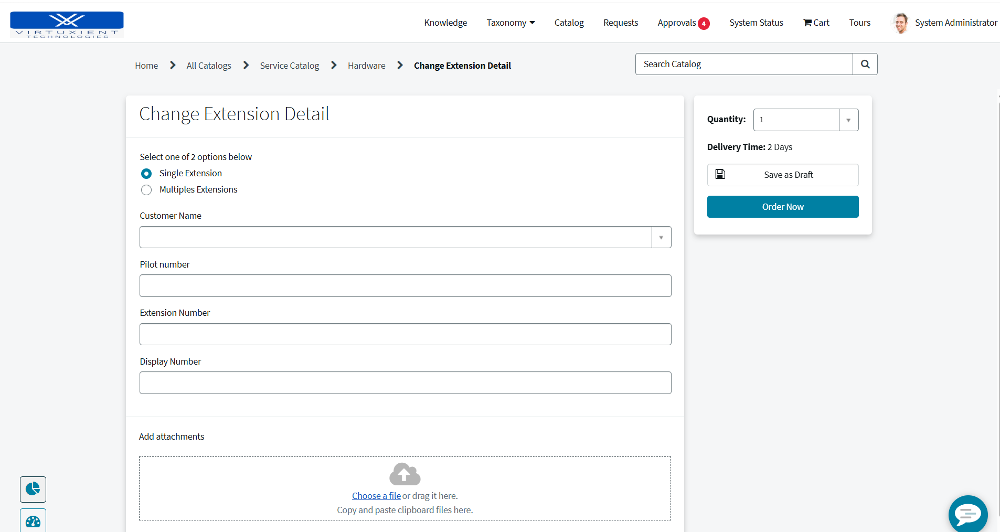 VIRTUXIENT
TECHNOLOGIES
Knowledge
Taxonomy
Catalog
Requests
Approvals 4
System Status
Cart
Tours
System Administrator
Home
All Catalogs
Service Catalog
Hardware
Change Extension Detail
Search Catalog
Change Extension Detail
Select one of 2 options below
Single Extension
Multiples Extensions
Customer Name
Pilot number
Extension Number
Display Number
Add attachments
Choose a file or drag it here.
Copy and paste clipboard files here.
Quantity: 1
Delivery Time: 2 Days
Save as Draft
Order Now